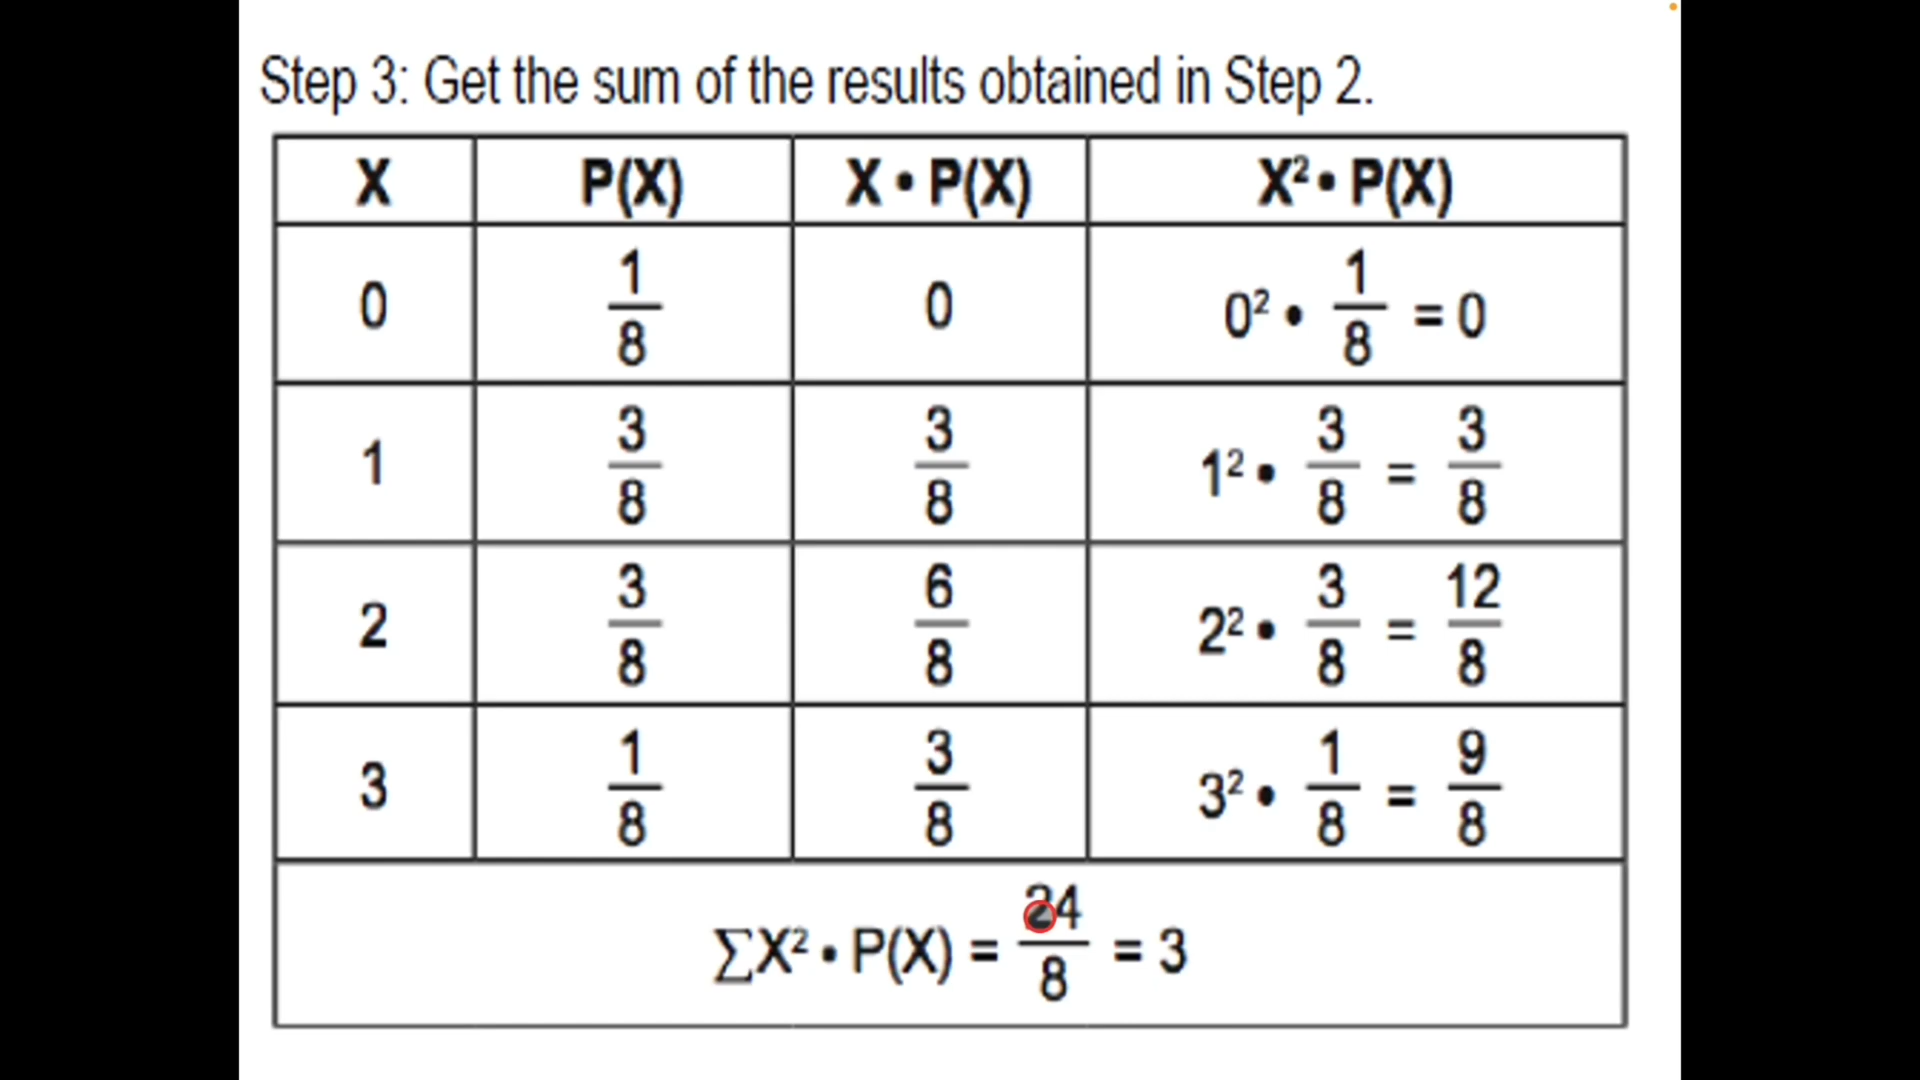 Step 3: Get the sum of the results obtained in Step 2.
X P(X) X • P(X) X² • P(X)
0 1/8 0 0² • 1/8 = 0
1 3/8 3/8 1² • 3/8 = 3/8
2 3/8 6/8 2² • 3/8 = 12/8
3 1/8 3/8 3² • 1/8 = 9/8
∑X² • P(X) = 24/8 = 3